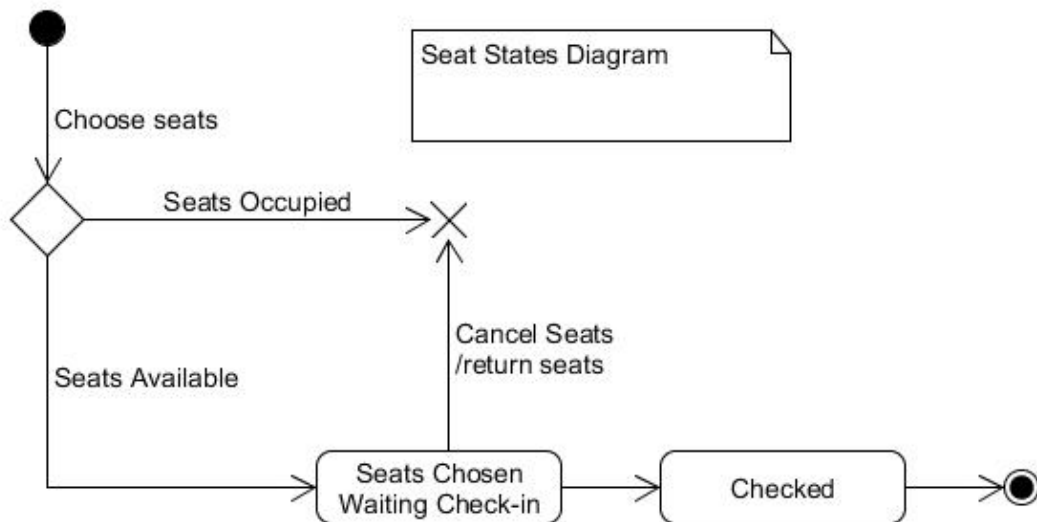 Seat States Diagram
Choose seats
Seats Occupied
Cancel Seats
/return seats
Seats Available
Seats Chosen
Waiting Check-in
Checked